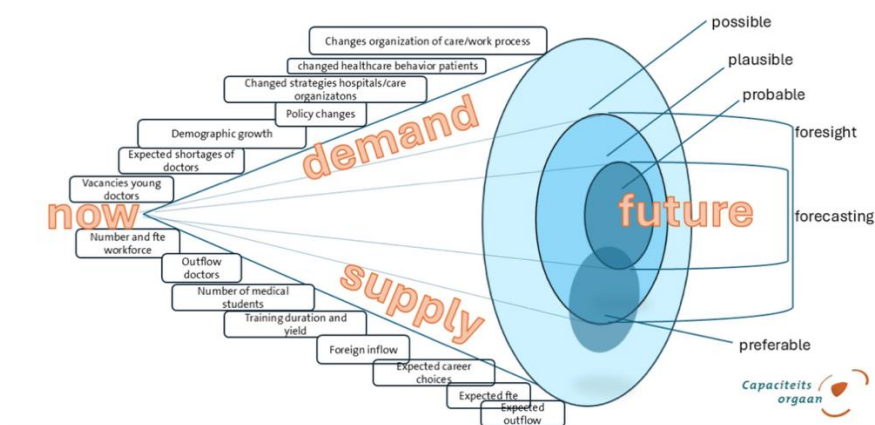 Changes organization of care/work process
changed healthcare behavior patients
Changed strategies hospitals/care
organizatons
Policy changes
Demographic growth
Expected shortages of
doctors
Vacancies young
doctors
now
demand
Number and fte
workforce
Outflow
doctors
Number of medical
students
Training duration and
yield
Foreign inflow
Expected career
choices
Expected fte
Expected
outflow
supply
future
possible
plausible
probable
foresight
forecasting
preferable
Capaciteits
orgaan